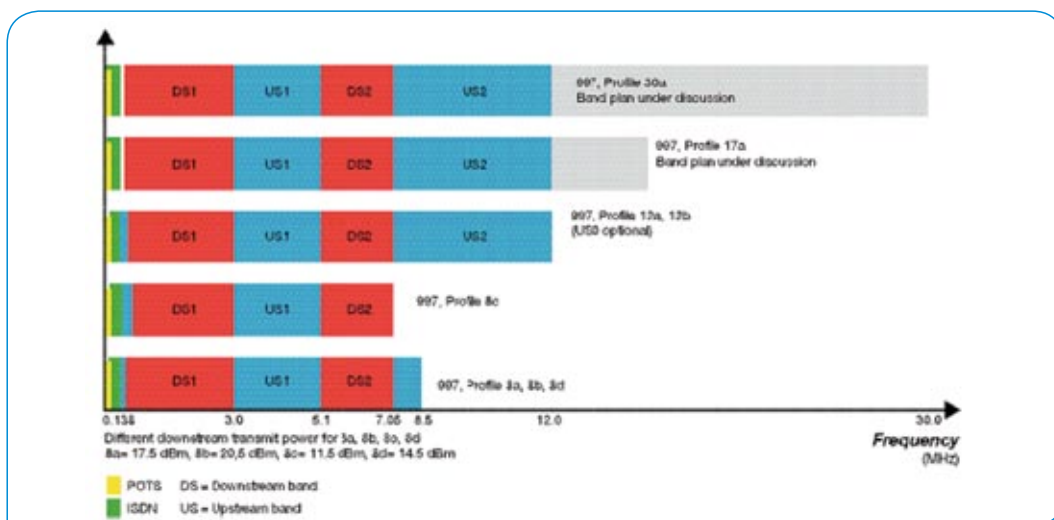 DS1 US1 DS2 US2
997, Profile 30a
Band plan under discussion
DS1 US1 DS2 US2
997, Profile 17a
Band plan under discussion
DS1 US1 DS2 US2
997, Profile 12a, 12b
(US0 optional)
DS1 US1 DS2
997, Profile 8c
DS1 US1 DS2
997, Profile 8a, 8b, 8d
0.138 3.0 5.1 7.05 8.5 12.0 30.0
Different downstream transmit power for 8a, 8b, 8c, 8d
8a= 17.5 dBm, 8b= 20,5 dBm, 8c= 11.5 dBm, 8d= 14.5 dBm
Frequency
(MHz)
POTS DS = Downstream band
ISDN US = Upstream band